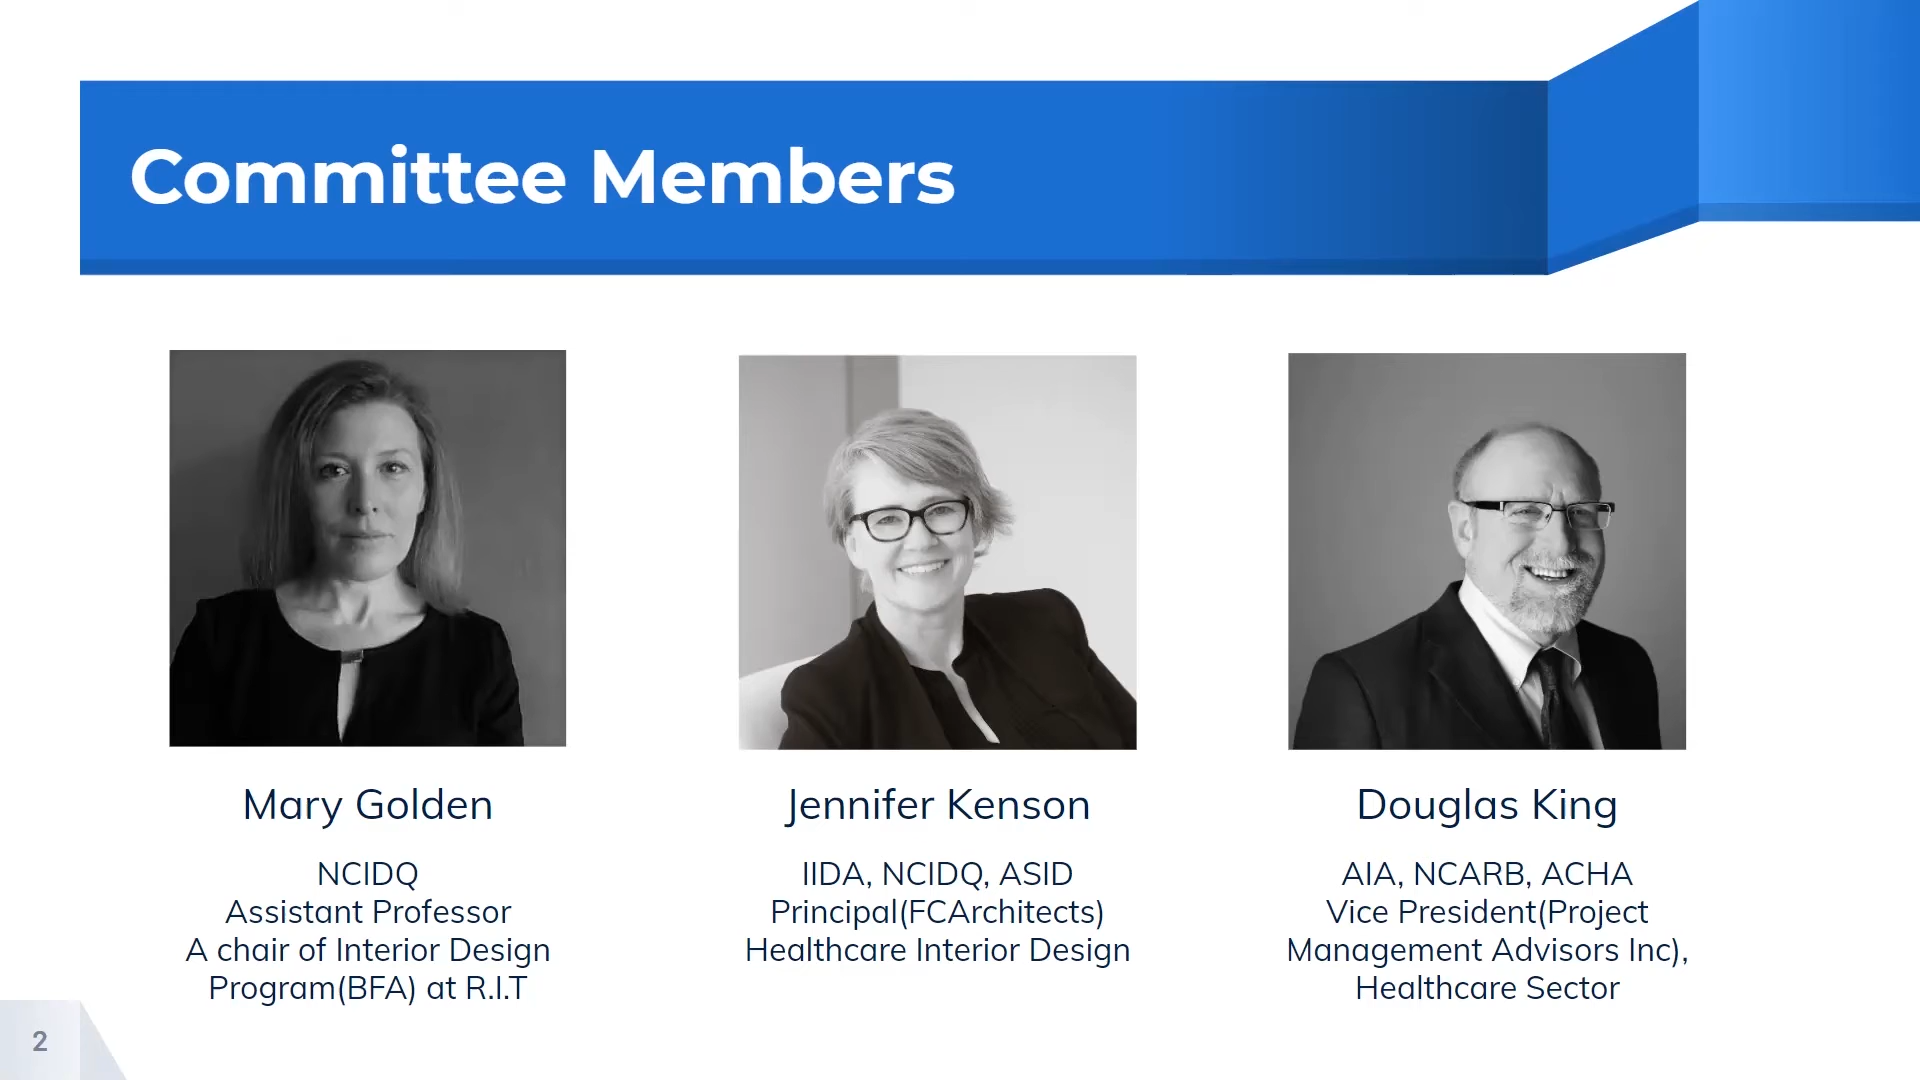 Committee Members
Mary Golden
NCIDQ
Assistant Professor
A chair of Interior Design
Program(BFA) at R.I.T
Jennifer Kenson
IIDA, NCIDQ, ASID
Principal(FCArchitects)
Healthcare Interior Design
Douglas King
AIA, NCARB, ACHA
Vice President(Project
Management Advisors Inc),
Healthcare Sector
2